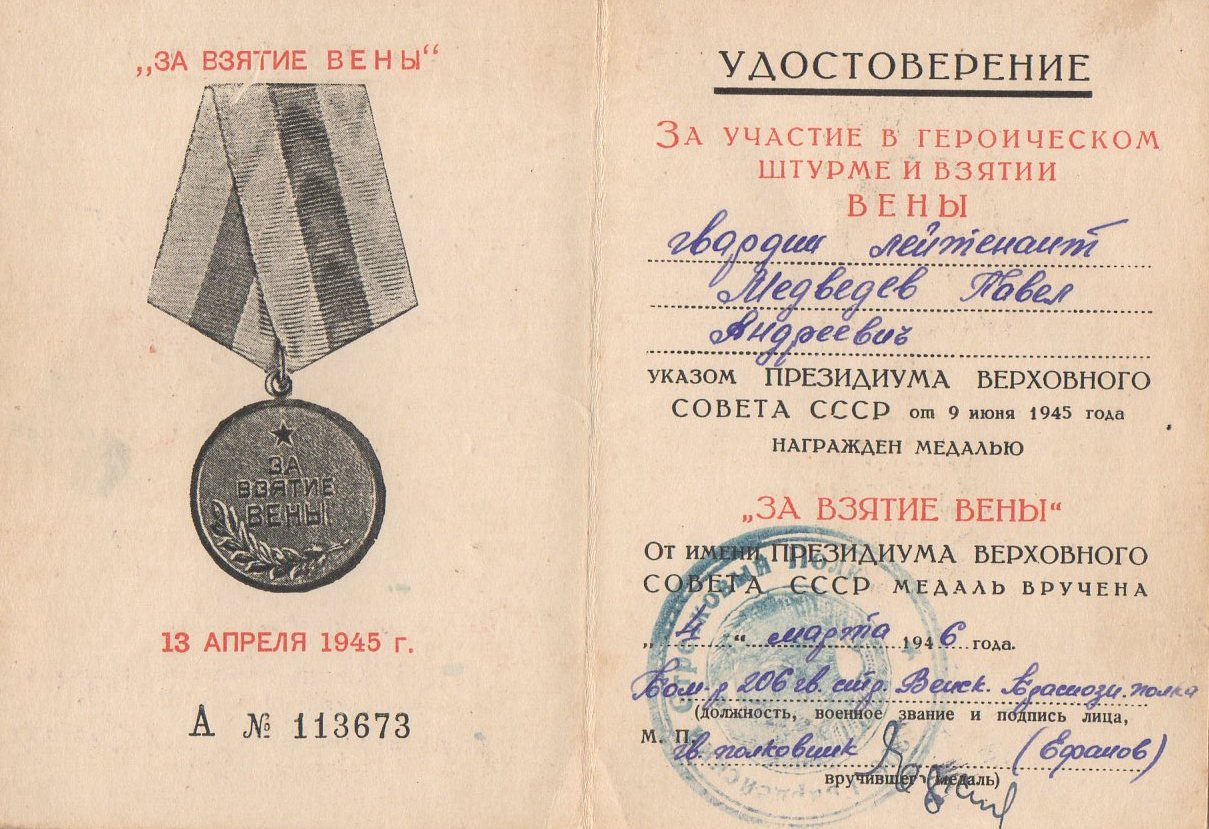 „ЗА ВЗЯТИЕ ВЕНЫ“
ЗА
ВЗЯТИЕ
ВЕНЫ
13 АПРЕЛЯ 1945 г.
А № 113673
УДОСТОВЕРЕНИЕ
ЗА УЧАСТИЕ В ГЕРОИЧЕСКОМ
ШТУРМЕ И ВЗЯТИИ
ВЕНЫ
гвардии лейтенант
Медведев Павел
Андреевич
УКАЗОМ ПРЕЗИДИУМА ВЕРХОВНОГО
СОВЕТА СССР от 9 июня 1945 года
НАГРАЖДЕН МЕДАЛЬЮ
„ЗА ВЗЯТИЕ ВЕНЫ“
От имени ПРЕЗИДИУМА ВЕРХОВНОГО
СОВЕТА СССР МЕДАЛЬ ВРУЧЕНА
„ “ марта 1946 года.
Ком-р 206 гв. стр. Венск. Краснозн. полка
(должность, военное звание и подпись лица,
М. П. гв. полковник (Ефанов)
вручившего медаль)
Стрелковый Полк